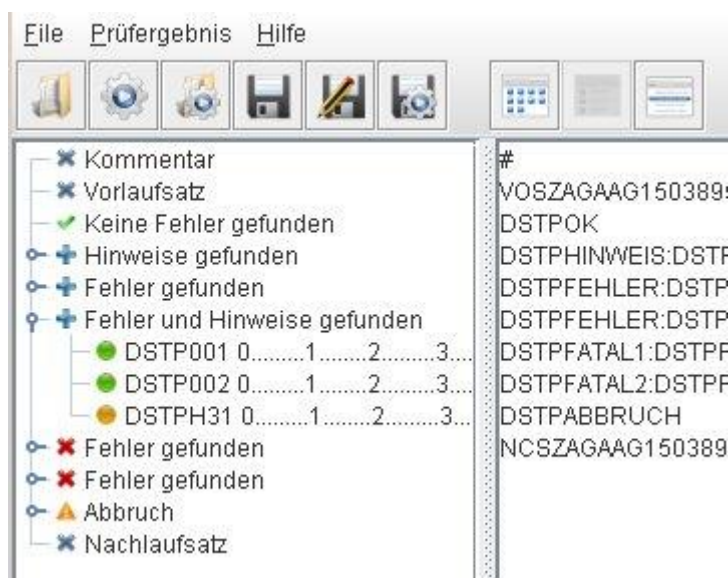 File Prüfergebnis Hilfe
Kommentar
Vorlaufsatz
Keine Fehler gefunden
Hinweise gefunden
Fehler gefunden
Fehler und Hinweise gefunden
DSTP001 0.........1........2........3....
DSTP002 0.........1........2........3....
DSTPH31 0.........1........2........3...
Fehler gefunden
Fehler gefunden
Abbruch
Nachlaufsatz
#
VOSZAGAAG150389
DSTPOK
DSTPHINWEIS:DSTP
DSTPFEHLER:DSTP
DSTPFEHLER:DSTP
DSTPFATAL1:DSTPF
DSTPFATAL2:DSTPF
DSTPABBRUCH
NCSZAGAAG150389